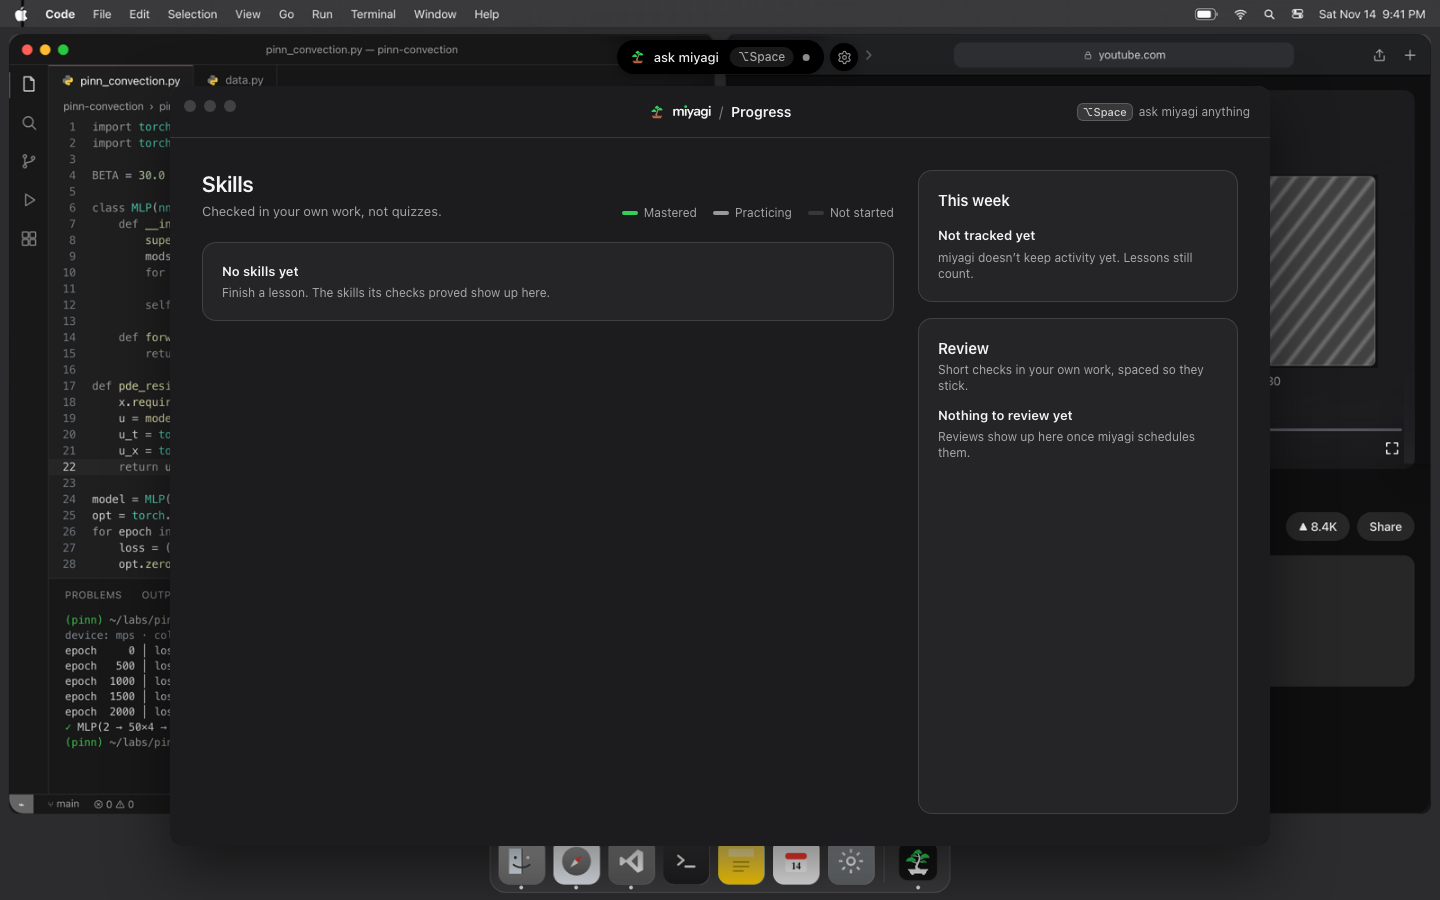 Code File Edit Selection View Go Run Terminal Window Help
Sat Nov 14 9:41 PM
pinn_convection.py — pinn-convection
ask miyagi ⌥Space
youtube.com
pinn_convection.py data.py
pinn-convection ›
miyagi / Progress
⌥Space ask miyagi anything
1 import torch
2 import torch
3
4 BETA = 30.0
5
6 class MLP(nn
7 def __in
8 supe
9 mods
10 for
11
12 self
13
14 def forw
15 retu
16
17 def pde_resi
18 x.requir
19 u = mode
20 u_t = to
21 u_x = to
22 return u
23
24 model = MLP(
25 opt = torch.
26 for epoch in
27 loss = (
28 opt.zero
PROBLEMS OUTP
(pinn) ~/labs/pin
device: mps · col
epoch 0 | los
epoch 500 | los
epoch 1000 | los
epoch 1500 | los
epoch 2000 | los
✓ MLP(2 → 50×4 →
(pinn) ~/labs/pin
main 0 0
Skills
Checked in your own work, not quizzes.
Mastered Practicing Not started
No skills yet
Finish a lesson. The skills its checks proved show up here.
This week
Not tracked yet
miyagi doesn't keep activity yet. Lessons still
count.
Review
Short checks in your own work, spaced so they
stick.
Nothing to review yet
Reviews show up here once miyagi schedules
them.
30
8.4K Share
14